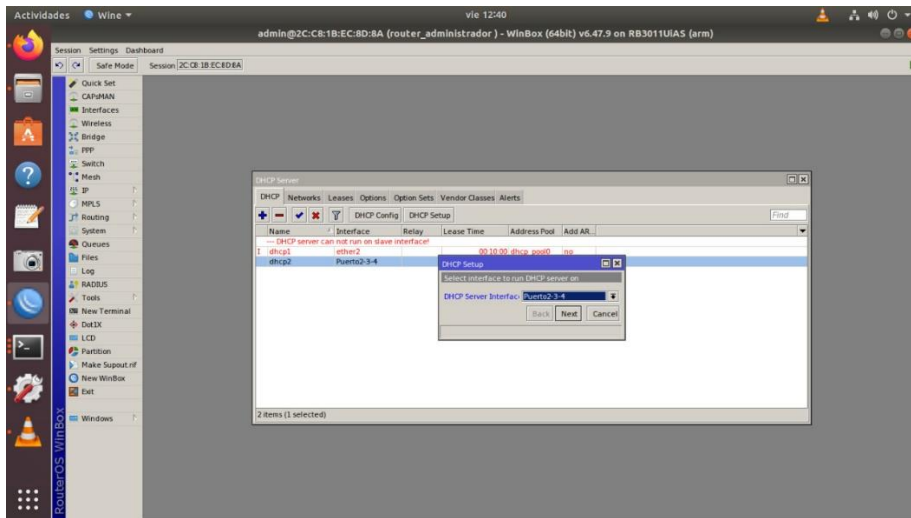 Actividades Wine vie 12:40
admin@2C:C8:1B:EC:8D:8A (router_administrador ) - WinBox (64bit) v6.47.9 on RB3011UiAS (arm)
Session Settings Dashboard
Safe Mode Session: 2C:C8:1B:EC:8D:8A
Quick Set
CAPsMAN
Interfaces
Wireless
Bridge
PPP
Switch
Mesh
IP
MPLS
Routing
System
Queues
Files
Log
RADIUS
Tools
New Terminal
Dot1X
LCD
Partition
Make Supout.rif
New WinBox
Exit
Windows
RouterOS WinBox
DHCP Server
DHCP Networks Leases Options Option Sets Vendor Classes Alerts
DHCP Config DHCP Setup Find
Name Interface Relay Lease Time Address Pool Add AR...
--- DHCP server can not run on slave interface!
I dhcp1 ether2 00:10:00 dhcp_pool0 no
dhcp2 Puerto2-3-4
2 items (1 selected)
DHCP Setup
Select interface to run DHCP server on
DHCP Server Interface: Puerto2-3-4
Back Next Cancel